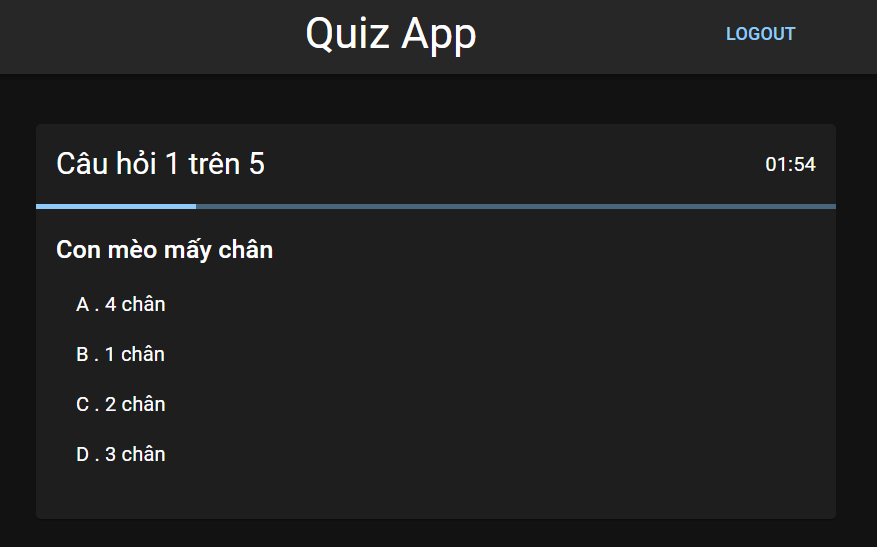 Quiz App
LOGOUT
Câu hỏi 1 trên 5
01:54
Con mèo mấy chân
A . 4 chân
B . 1 chân
C . 2 chân
D . 3 chân